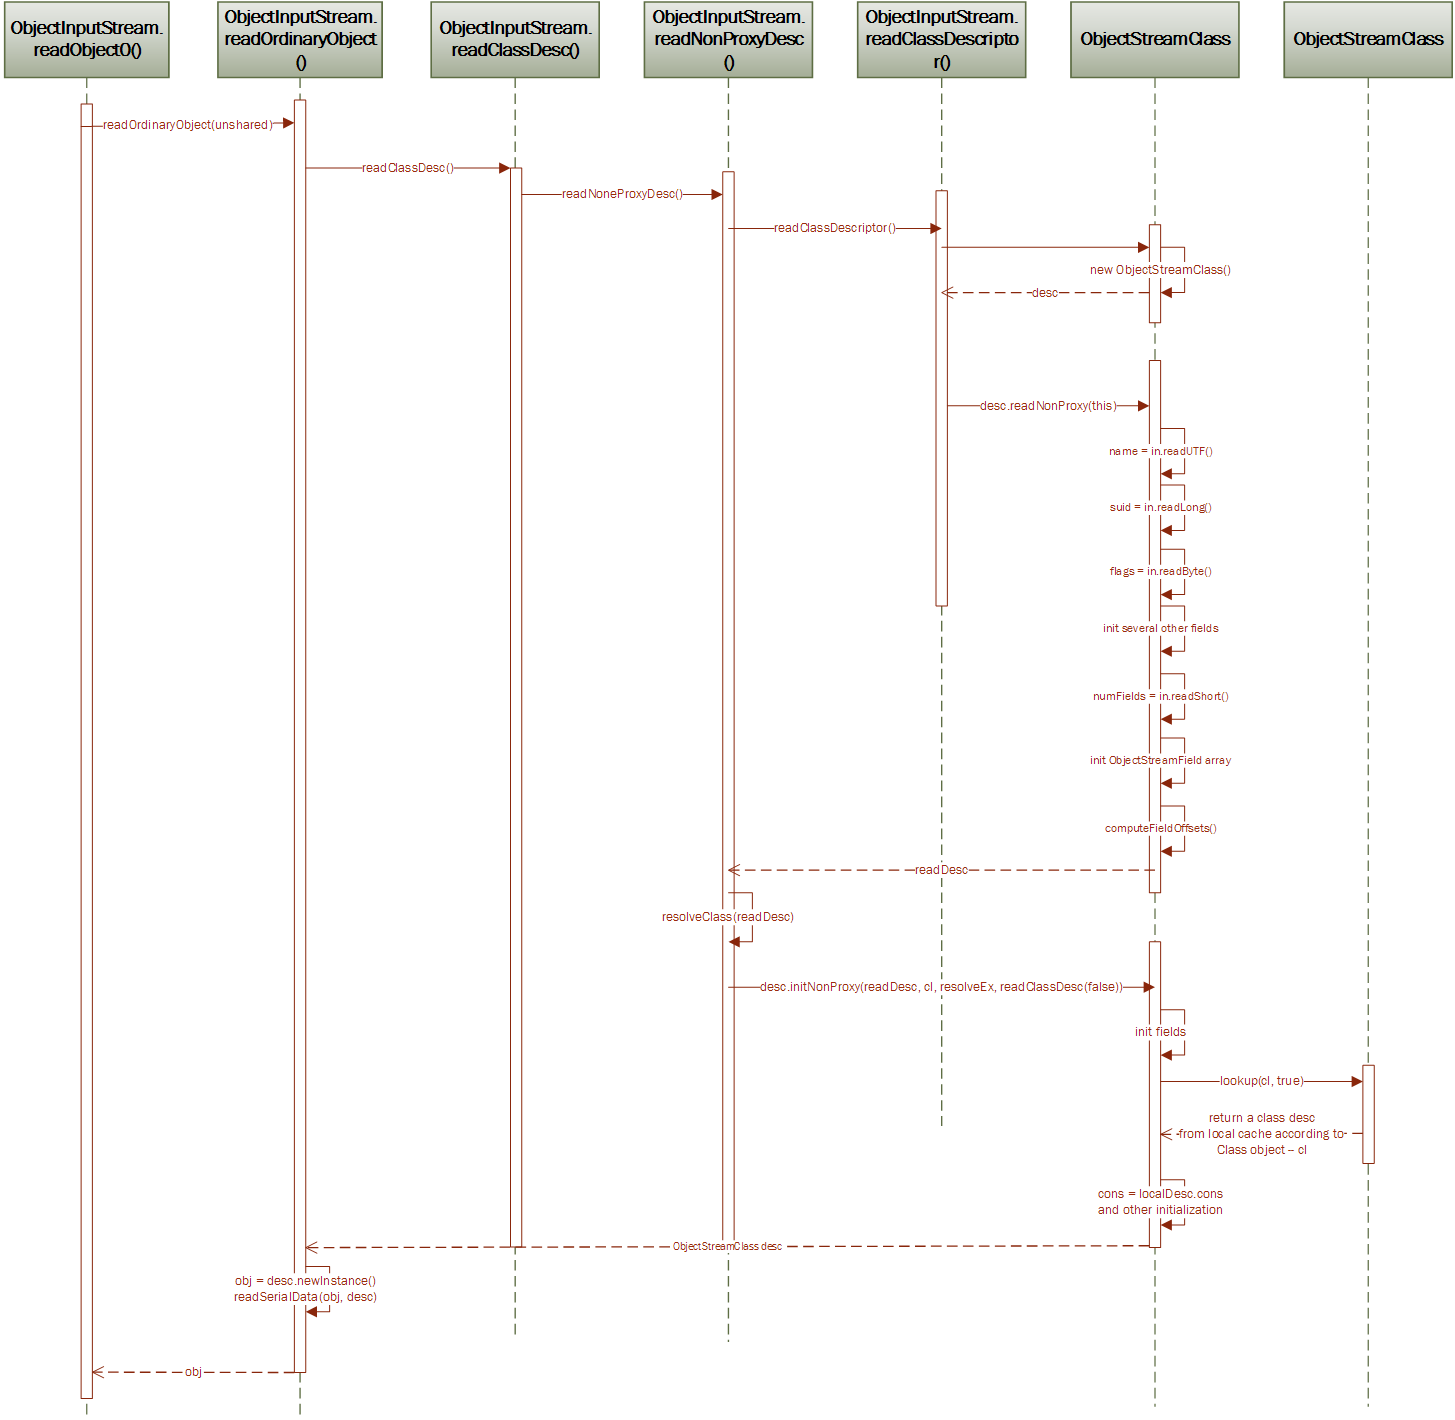 ObjectInputStream.
readObject0()
ObjectInputStream.
readOrdinaryObject
()
ObjectInputStream.
readClassDesc()
ObjectInputStream.
readNonProxyDesc
()
ObjectInputStream.
readClassDescripto
r()
ObjectStreamClass
ObjectStreamClass
readOrdinaryObject(unshared)
readClassDesc()
readNoneProxyDesc()
readClassDescriptor()
new ObjectStreamClass()
desc
desc.readNonProxy(this)
name = in.readUTF()
suid = in.readLong()
flags = in.readByte()
init several other fields
numFields = in.readShort()
init ObjectStreamField array
computeFieldOffsets()
readDesc
resolveClass(readDesc)
desc.initNonProxy(readDesc, cl, resolveEx, readClassDesc(false))
init fields
lookup(cl, true)
return a class desc
from local cache according to
Class object -- cl
cons = localDesc.cons
and other initialization
ObjectStreamClass desc
obj = desc.newInstance()
readSerialData(obj, desc)
obj